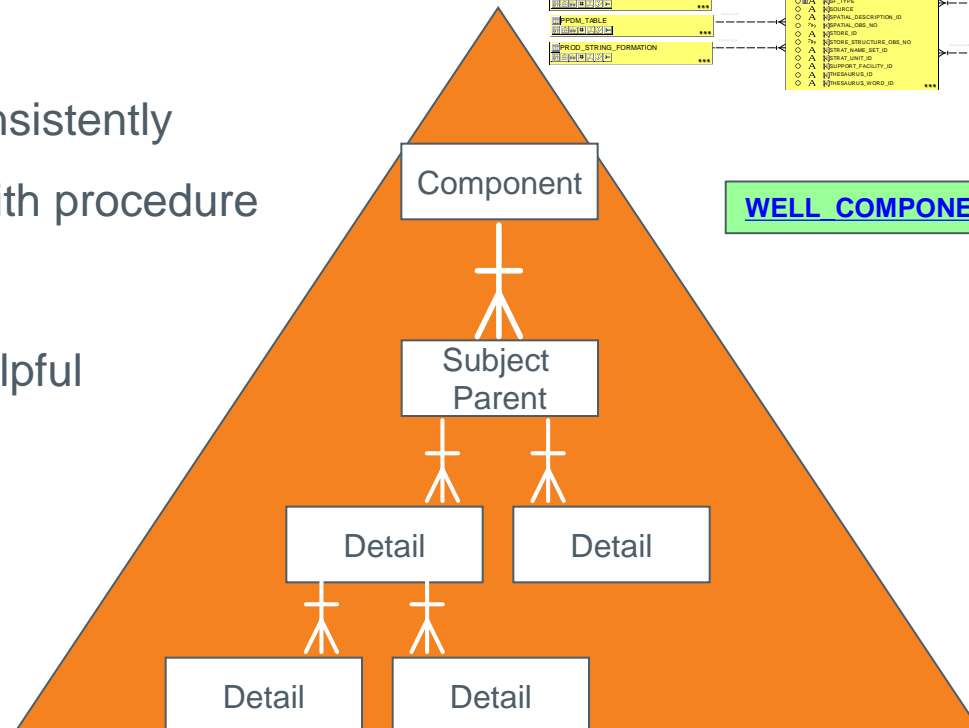 nsistently
ith procedure
lpful
Component
Subject
Parent
Detail
Detail
Detail
Detail
PPDM_TABLE
PROD_STRING_FORMATION
SOURCE
SPATIAL_DESCRIPTION_ID
SPATIAL_OBS_NO
STORE_ID
STORE_STRUCTURE_OBS_NO
STRAT_NAME_SET_ID
STRAT_UNIT_ID
SUPPORT_FACILITY_ID
THESAURUS_ID
THESAURUS_WORD_ID
WELL_COMPONE